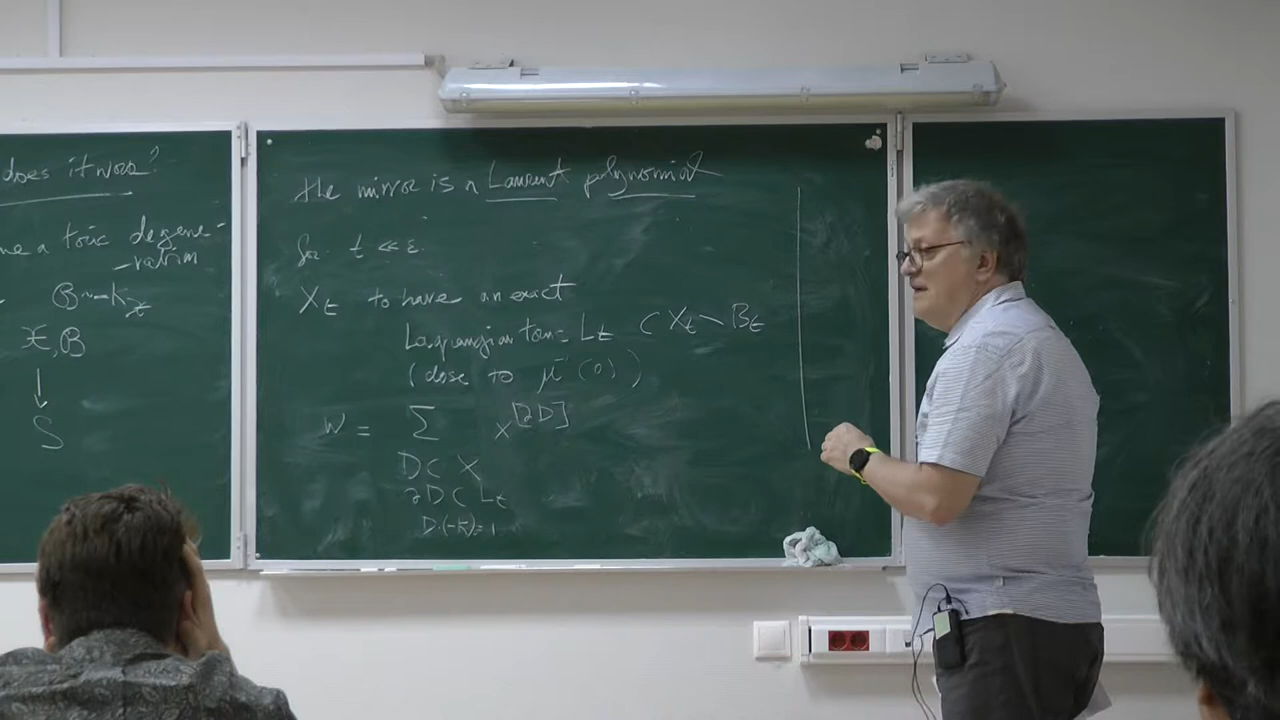 does it work?
a toric degene-
-ration
B ~ -K
X, B
↓
S
the mirror is a Laurent polynomial
for t << ε
X_t to have an exact
Lagrangian torus L_t ⊂ X_t \ B_t
(close to μ^{-1}(0))
W = Σ x^{[∂D]}
D ⊂ X
∂D ⊂ L_t
D.(-K)=1